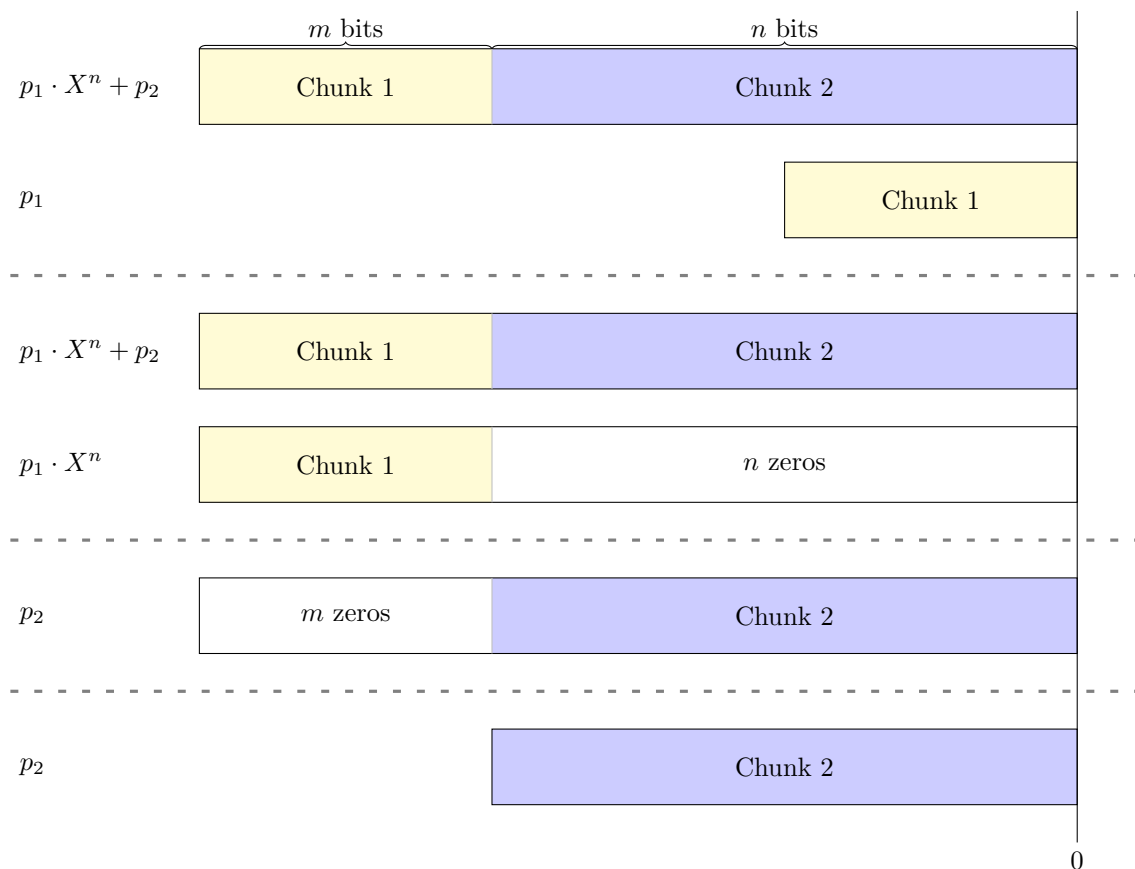 m bits n bits
p₁ · Xⁿ + p₂ Chunk 1 Chunk 2
p₁ Chunk 1
p₁ · Xⁿ + p₂ Chunk 1 Chunk 2
p₁ · Xⁿ Chunk 1 n zeros
p₂ m zeros Chunk 2
p₂ Chunk 2
0